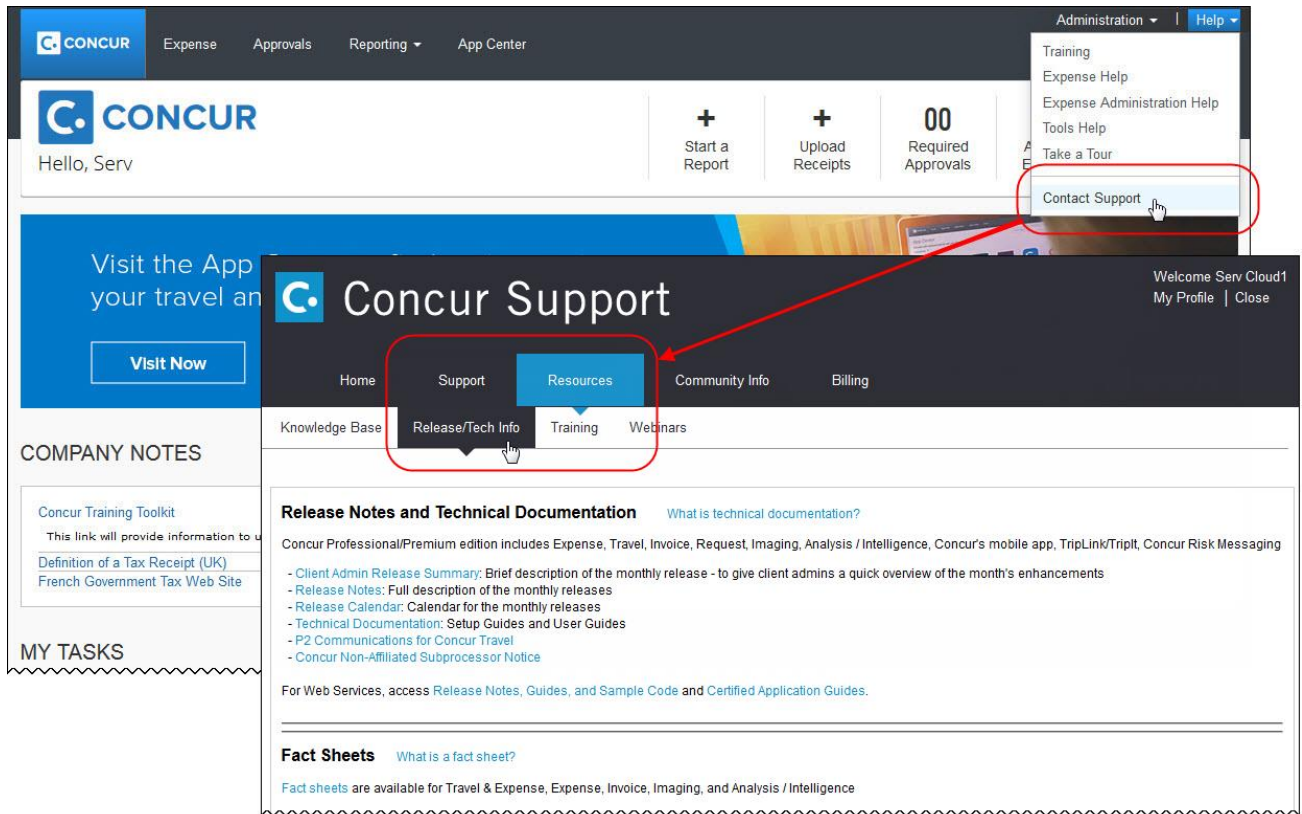 Administration | Help
C. CONCUR Expense Approvals Reporting App Center
Training
Expense Help
Expense Administration Help
Tools Help
Take a Tour
Contact Support
C. CONCUR
Hello, Serv
+ Start a Report
+ Upload Receipts
00 Required Approvals
A
E
Visit the App
your travel an
Visit Now
COMPANY NOTES
Concur Training Toolkit
This link will provide information to u
Definition of a Tax Receipt (UK)
French Government Tax Web Site
MY TASKS
C. Concur Support
Welcome Serv Cloud1
My Profile | Close
Home Support Resources Community Info Billing
Knowledge Base Release/Tech Info Training Webinars
Release Notes and Technical Documentation What is technical documentation?
Concur Professional/Premium edition includes Expense, Travel, Invoice, Request, Imaging, Analysis / Intelligence, Concur's mobile app, TripLink/TripIt, Concur Risk Messaging
- Client Admin Release Summary: Brief description of the monthly release - to give client admins a quick overview of the month's enhancements
- Release Notes: Full description of the monthly releases
- Release Calendar: Calendar for the monthly releases
- Technical Documentation: Setup Guides and User Guides
- P2 Communications for Concur Travel
- Concur Non-Affiliated Subprocessor Notice
For Web Services, access Release Notes, Guides, and Sample Code and Certified Application Guides.
Fact Sheets What is a fact sheet?
Fact sheets are available for Travel & Expense, Expense, Invoice, Imaging, and Analysis / Intelligence